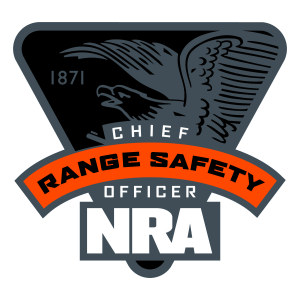 1871
CHIEF
RANGE SAFETY
OFFICER
NRA